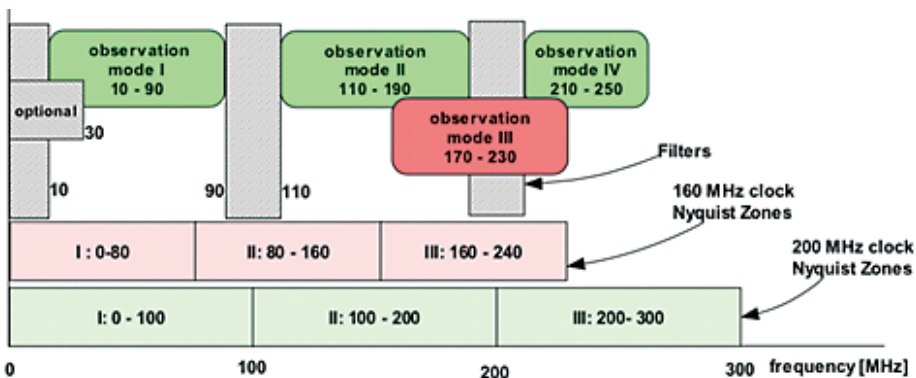 observation
mode I
10 - 90
observation
mode II
110 - 190
observation
mode IV
210 - 250
optional
30
observation
mode III
170 - 230
Filters
10
90
110
160 MHz clock
Nyquist Zones
I : 0-80
II: 80 - 160
III: 160 - 240
200 MHz clock
Nyquist Zones
I: 0 - 100
II: 100 - 200
III: 200- 300
0
100
200
300
frequency [MHz]